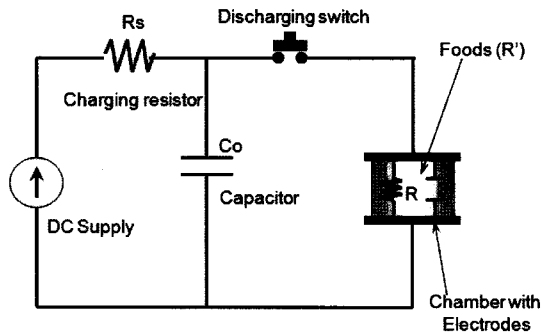 Rs
Discharging switch
Foods (R')
Charging resistor
Co
Capacitor
R
DC Supply
Chamber with
Electrodes